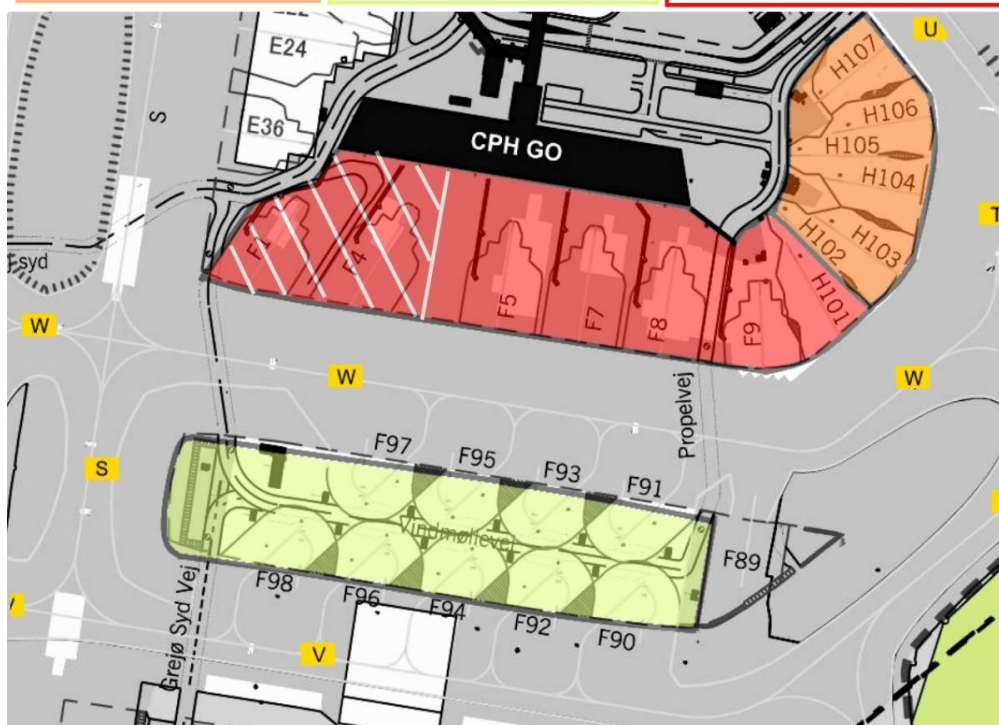 E24
E36
S
CPH GO
U
H107
H106
H105
H104
H103
H102
H101
T
syd
F1
F4
F5
F7
F8
F9
W
W
W
Propelvej
S
F97
F95
F93
F91
Vindmøllevej
F89
F98
F96
F94
F92
F90
Grejø Syd Vej
V